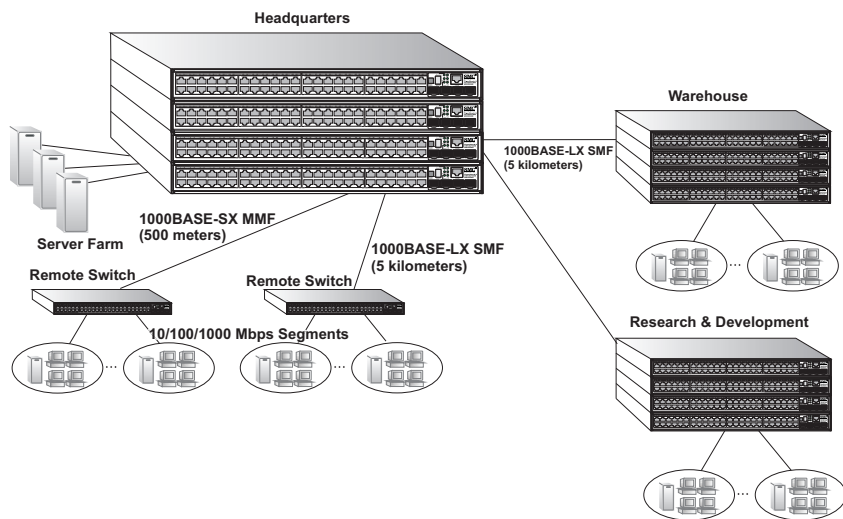 Headquarters
Warehouse
1000BASE-LX SMF
(5 kilometers)
Server Farm
1000BASE-SX MMF
(500 meters)
1000BASE-LX SMF
(5 kilometers)
Remote Switch
Remote Switch
10/100/1000 Mbps Segments
...
...
...
...
Research & Development
...